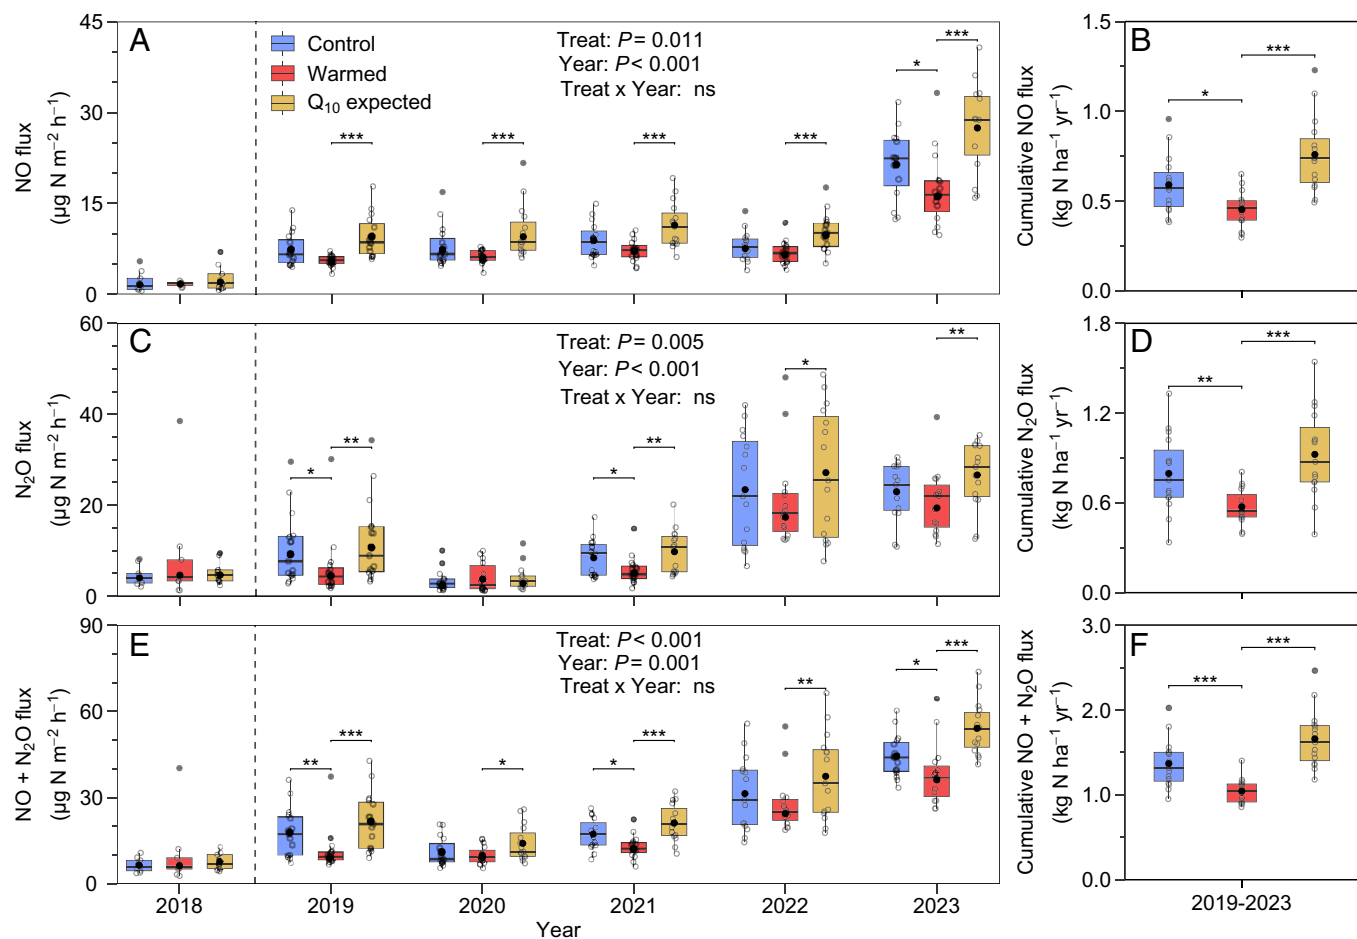 A
Control
Warmed
Q₁₀ expected
Treat: P = 0.011
Year: P < 0.001
Treat x Year: ns
NO flux
(µg N m⁻² h⁻¹)
45
30
15
0
***
***
***
***
*
***
B
Cumulative NO flux
(kg N ha⁻¹ yr⁻¹)
1.5
1.0
0.5
0.0
*
***
C
Treat: P = 0.005
Year: P < 0.001
Treat x Year: ns
N₂O flux
(µg N m⁻² h⁻¹)
60
40
20
0
*
**
*
**
*
**
D
Cumulative N₂O flux
(kg N ha⁻¹ yr⁻¹)
1.8
1.2
0.6
0.0
**
***
E
Treat: P < 0.001
Year: P = 0.001
Treat x Year: ns
NO + N₂O flux
(µg N m⁻² h⁻¹)
90
60
30
0
**
***
*
*
***
**
*
***
2018 2019 2020 2021 2022 2023
Year
F
Cumulative NO + N₂O flux
(kg N ha⁻¹ yr⁻¹)
3.0
2.0
1.0
0.0
***
***
2019-2023